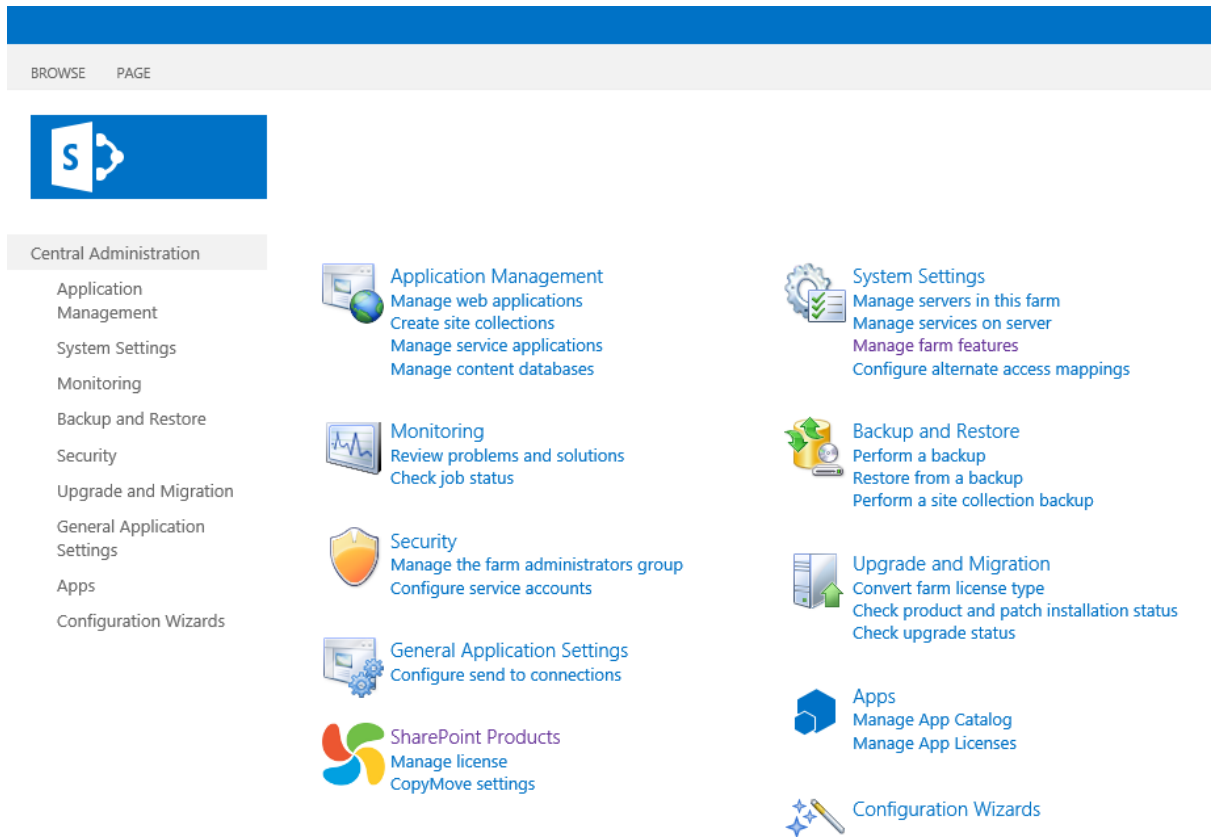 BROWSE PAGE
S
Central Administration
Application
Management
System Settings
Monitoring
Backup and Restore
Security
Upgrade and Migration
General Application
Settings
Apps
Configuration Wizards
Application Management
Manage web applications
Create site collections
Manage service applications
Manage content databases
Monitoring
Review problems and solutions
Check job status
Security
Manage the farm administrators group
Configure service accounts
General Application Settings
Configure send to connections
SharePoint Products
Manage license
CopyMove settings
System Settings
Manage servers in this farm
Manage services on server
Manage farm features
Configure alternate access mappings
Backup and Restore
Perform a backup
Restore from a backup
Perform a site collection backup
Upgrade and Migration
Convert farm license type
Check product and patch installation status
Check upgrade status
Apps
Manage App Catalog
Manage App Licenses
Configuration Wizards